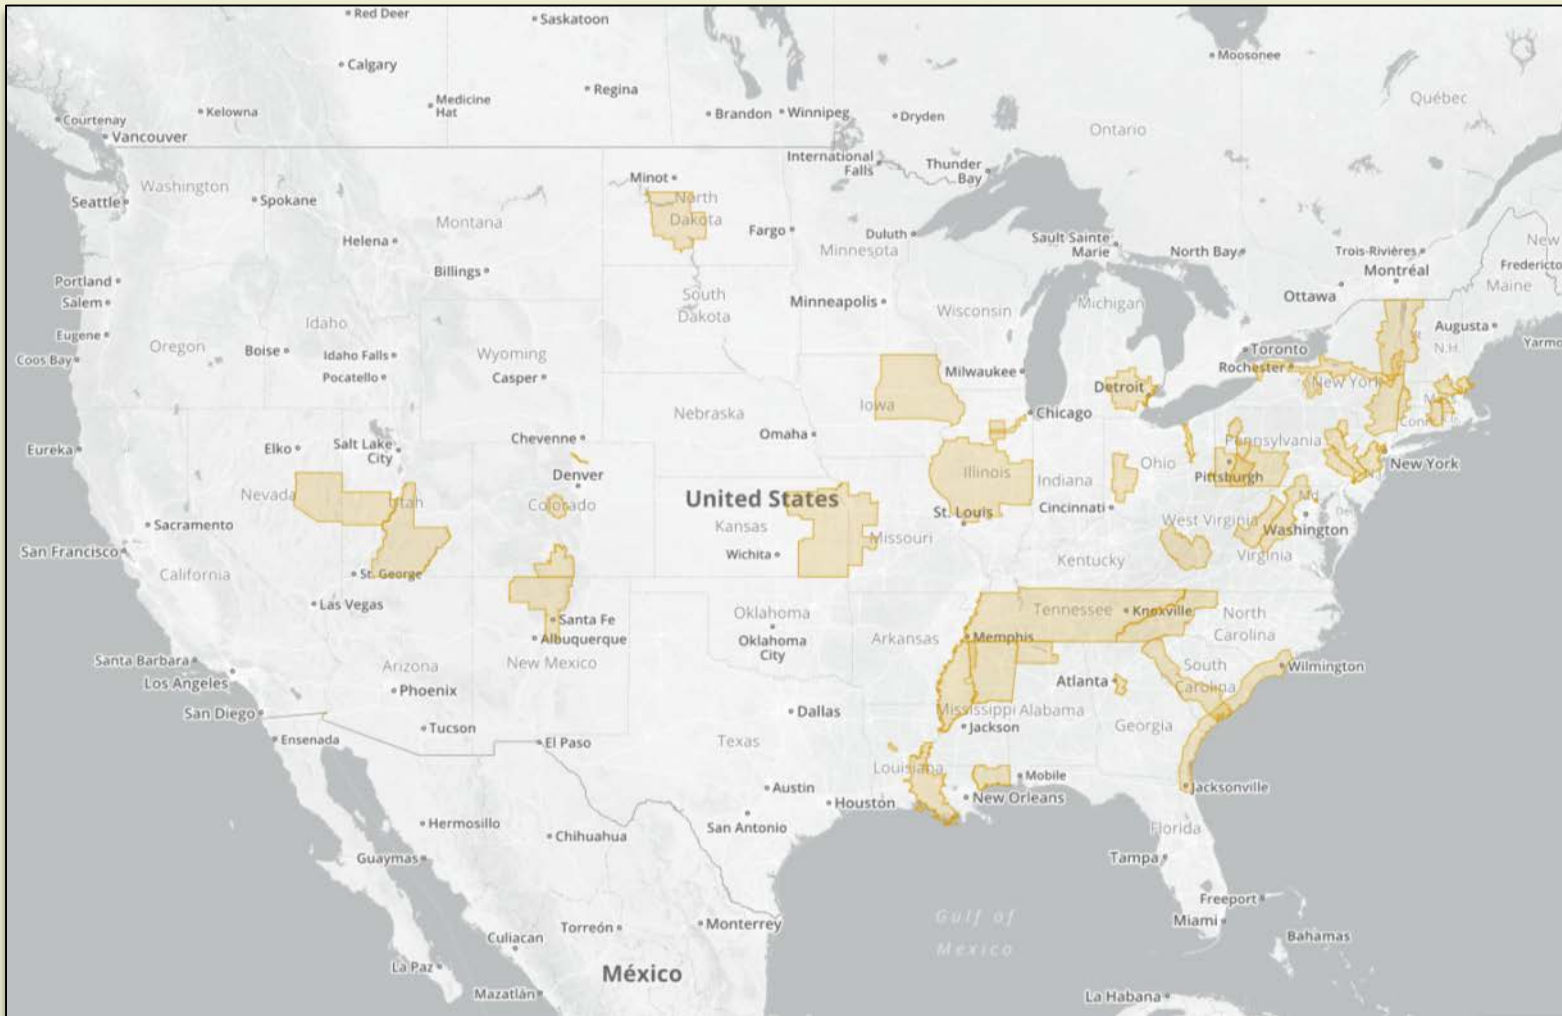 Red Deer
Saskatoon
Moosonee
Calgary
Regina
Québec
Medicine
Hat
Kelowna
Courtenay
Vancouver
Brandon
Winnipeg
Dryden
Ontario
International
Falls
Thunder
Bay
Washington
Spokane
Seattle
Minot
North
Dakota
Montana
Helena
Fargo
Duluth
Minnesota
Sault Sainte
Marie
North Bay
Trois-Rivières
Montréal
New
Fredericto
Maine
Billings
Portland
Salem
South
Dakota
Minneapolis
Wisconsin
Michigan
Ottawa
Augusta
Yarmo
N.H.
Idaho
Eugene
Oregon
Boise
Idaho Falls
Wyoming
Toronto
Coos Bay
Pocatello
Casper
Milwaukee
Rochester
New York
Detroit
Nebraska
Iowa
Chicago
Conn.
Eureka
Elko
Salt Lake
City
Cheyenne
Omaha
Pennsylvania
Denver
Illinois
Indiana
Ohio
Pittsburgh
New York
Nevada
Utah
Colorado
United States
Md
Sacramento
Kansas
St. Louis
Cincinnati
West Virginia
Washington
De
San Francisco
Missouri
Wichita
Kentucky
Virginia
California
St. George
Las Vegas
Santa Fe
Oklahoma
Tennessee
Knoxville
North
Carolina
Albuquerque
Oklahoma
City
Arkansas
Memphis
Santa Barbara
Los Angeles
Arizona
New Mexico
South
Carolina
Wilmington
Phoenix
Atlanta
San Diego
Dallas
Mississippi
Alabama
Tucson
Jackson
Georgia
Ensenada
El Paso
Texas
Louisiana
Mobile
Austin
Houston
New Orleans
Jacksonville
Hermosillo
Chihuahua
San Antonio
Florida
Guaymas
Tampa
Freeport
Torreón
Monterrey
Gulf of
Mexico
Miami
Bahamas
Culiacan
La Paz
México
Mazatlán
La Habana